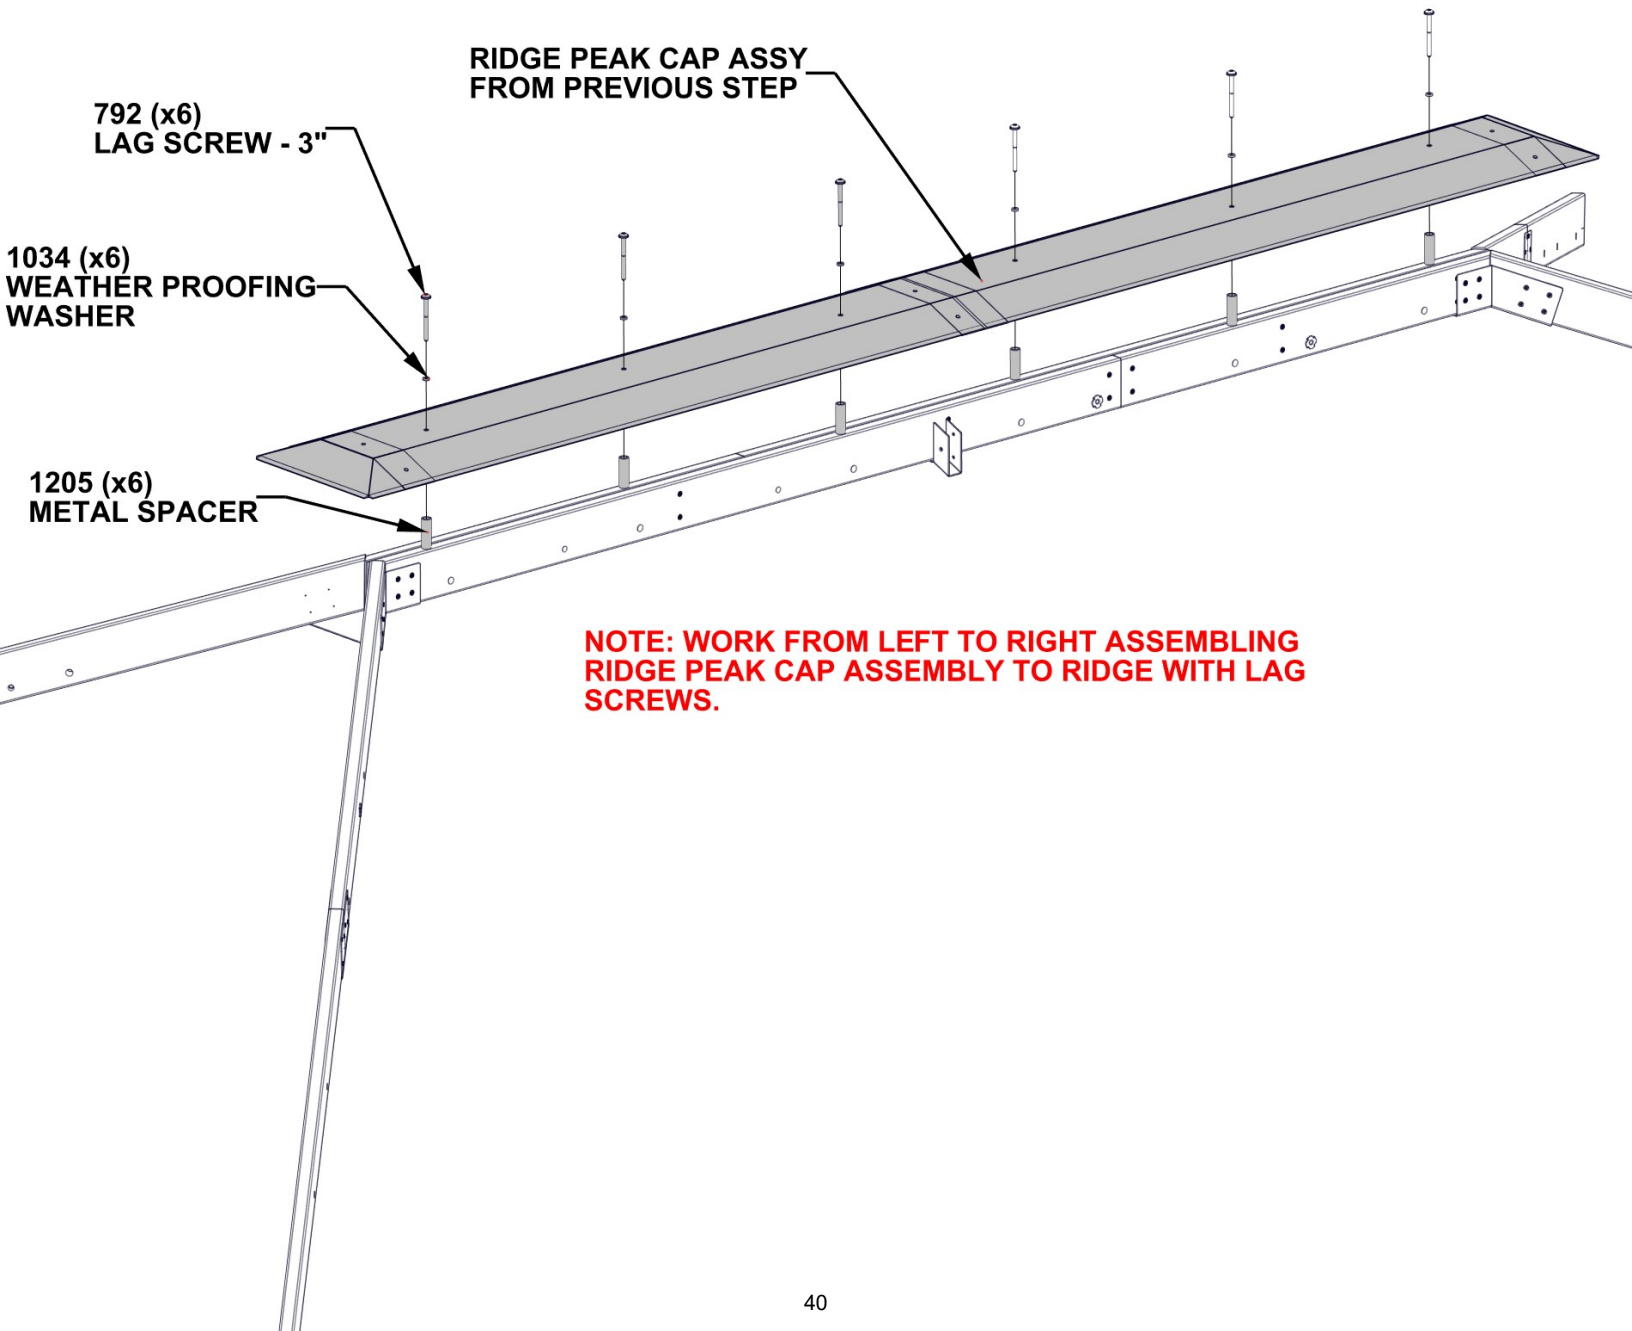 RIDGE PEAK CAP ASSY
FROM PREVIOUS STEP
792 (x6)
LAG SCREW - 3"
1034 (x6)
WEATHER PROOFING
WASHER
1205 (x6)
METAL SPACER
NOTE: WORK FROM LEFT TO RIGHT ASSEMBLING
RIDGE PEAK CAP ASSEMBLY TO RIDGE WITH LAG
SCREWS.
40